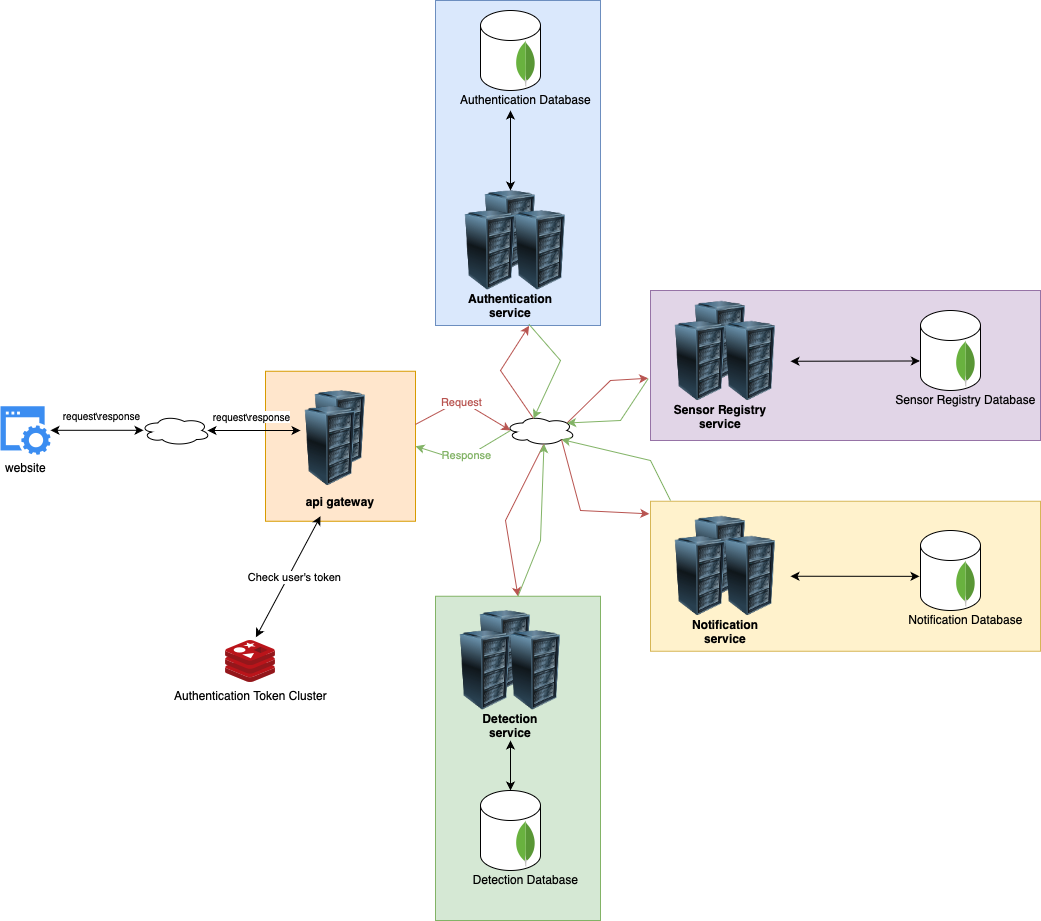 Authentication Database
Authentication
service
Sensor Registry
service
Sensor Registry Database
request\response
request\response
Request
Response
website
api gateway
Check user's token
Authentication Token Cluster
Notification
service
Notification Database
Detection
service
Detection Database